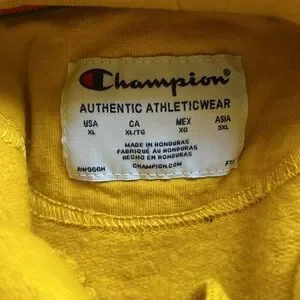 Champion
AUTHENTIC ATHLETICWEAR
USA CA MEX ASIA
XL XL/TG XG 3XL
MADE IN HONDURAS
FABRIQUÉ AU HONDURAS
HECHO EN HONDURAS
CHAMPION.COM